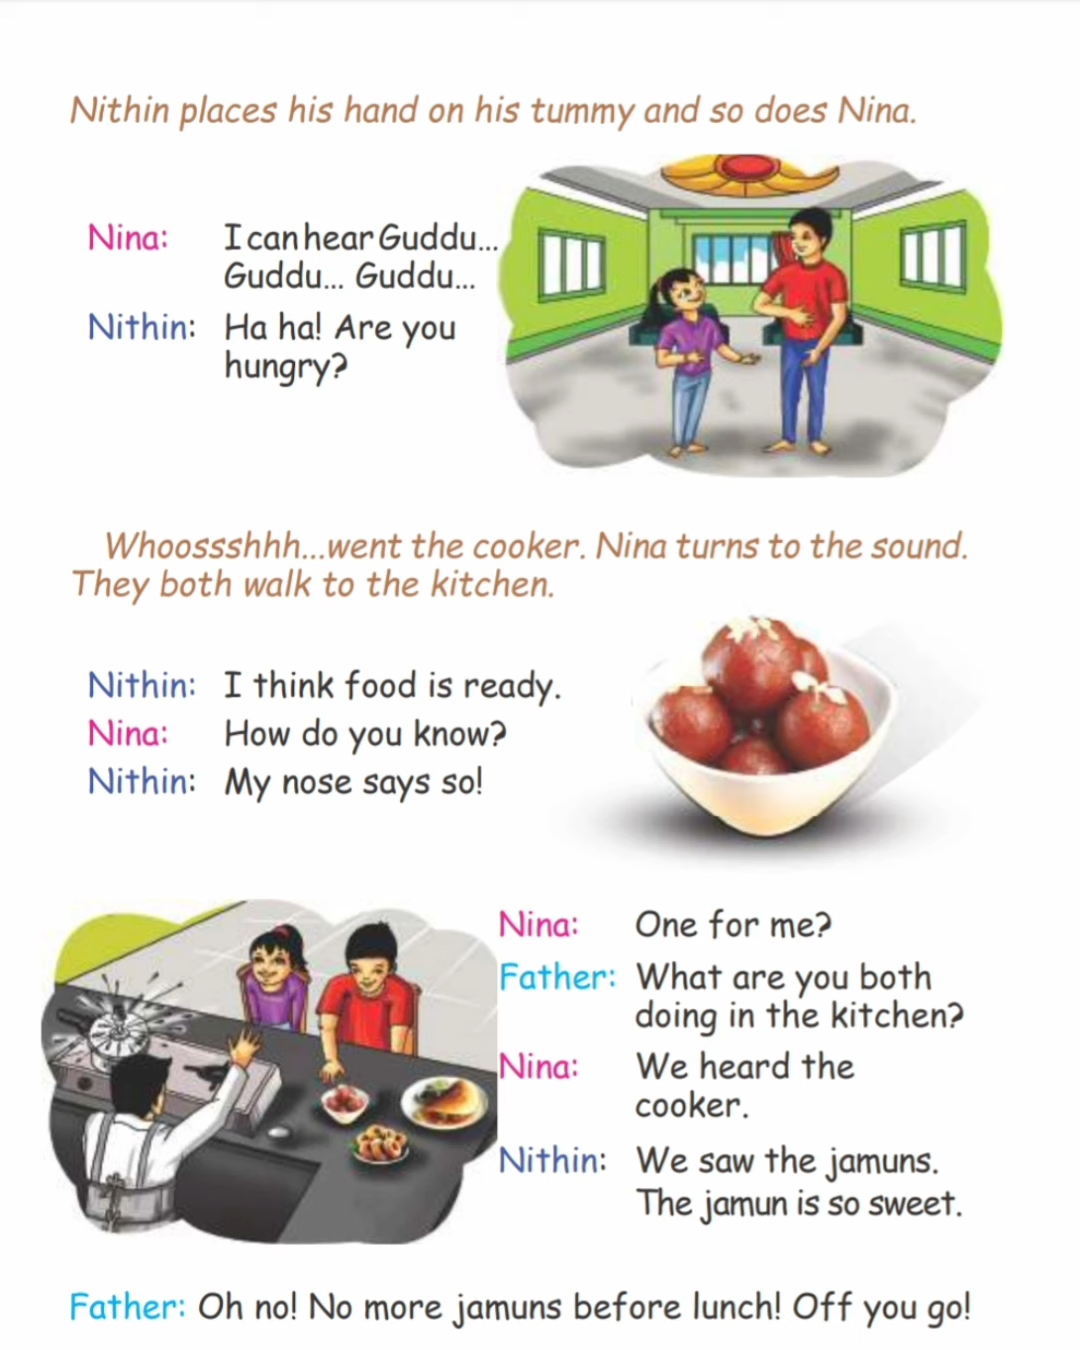 Nithin places his hand on his tummy and so does Nina.
Nina: I can hear Guddu...
Guddu... Guddu...
Nithin: Ha ha! Are you
hungry?
Whoossshhh...went the cooker. Nina turns to the sound.
They both walk to the kitchen.
Nithin: I think food is ready.
Nina: How do you know?
Nithin: My nose says so!
Nina: One for me?
Father: What are you both
doing in the kitchen?
Nina: We heard the
cooker.
Nithin: We saw the jamuns.
The jamun is so sweet.
Father: Oh no! No more jamuns before lunch! Off you go!